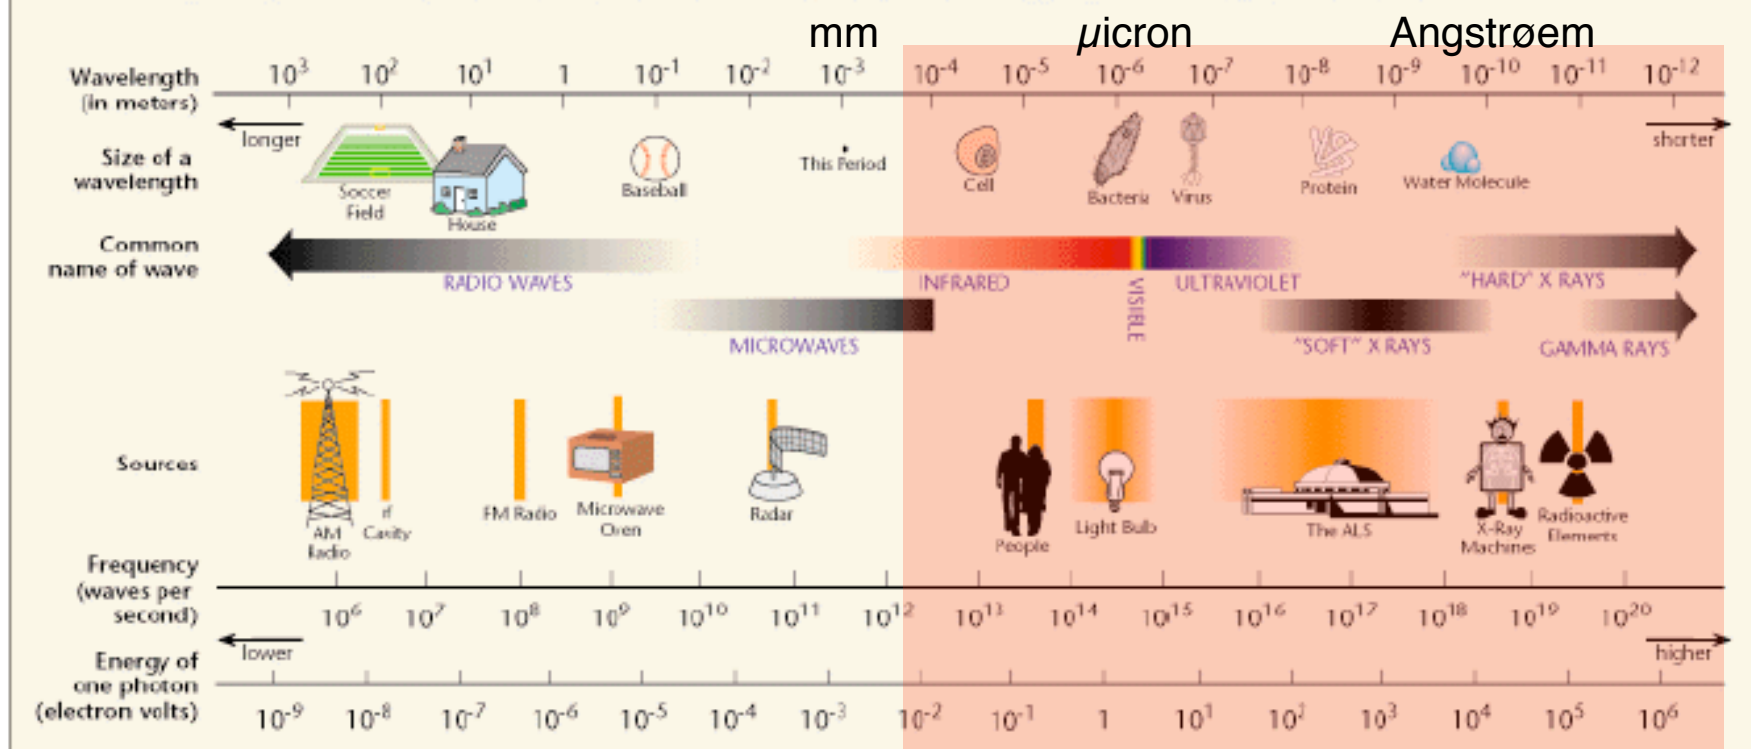 mm µicron Angstrøem
Wavelength
(in meters)
10³ 10² 10¹ 1 10⁻¹ 10⁻² 10⁻³ 10⁻⁴ 10⁻⁵ 10⁻⁶ 10⁻⁷ 10⁻⁸ 10⁻⁹ 10⁻¹⁰ 10⁻¹¹ 10⁻¹²
longer
shorter
Size of a
wavelength
Soccer
Field
House
Baseball
This Period
Cell
Bacteria
Virus
Protein
Water Molecule
Common
name of wave
RADIO WAVES
INFRARED
VISIBLE
ULTRAVIOLET
"HARD" X RAYS
MICROWAVES
"SOFT" X RAYS
GAMMA RAYS
Sources
AM
Radio
rf
Cavity
FM Radio
Microwave
Oven
Radar
People
Light Bulb
The ALS
X-Ray
Machines
Radioactive
Elements
Frequency
(waves per
second)
10⁶ 10⁷ 10⁸ 10⁹ 10¹⁰ 10¹¹ 10¹² 10¹³ 10¹⁴ 10¹⁵ 10¹⁶ 10¹⁷ 10¹⁸ 10¹⁹ 10²⁰
lower
higher
Energy of
one photon
(electron volts)
10⁻⁹ 10⁻⁸ 10⁻⁷ 10⁻⁶ 10⁻⁵ 10⁻⁴ 10⁻³ 10⁻² 10⁻¹ 1 10¹ 10² 10³ 10⁴ 10⁵ 10⁶